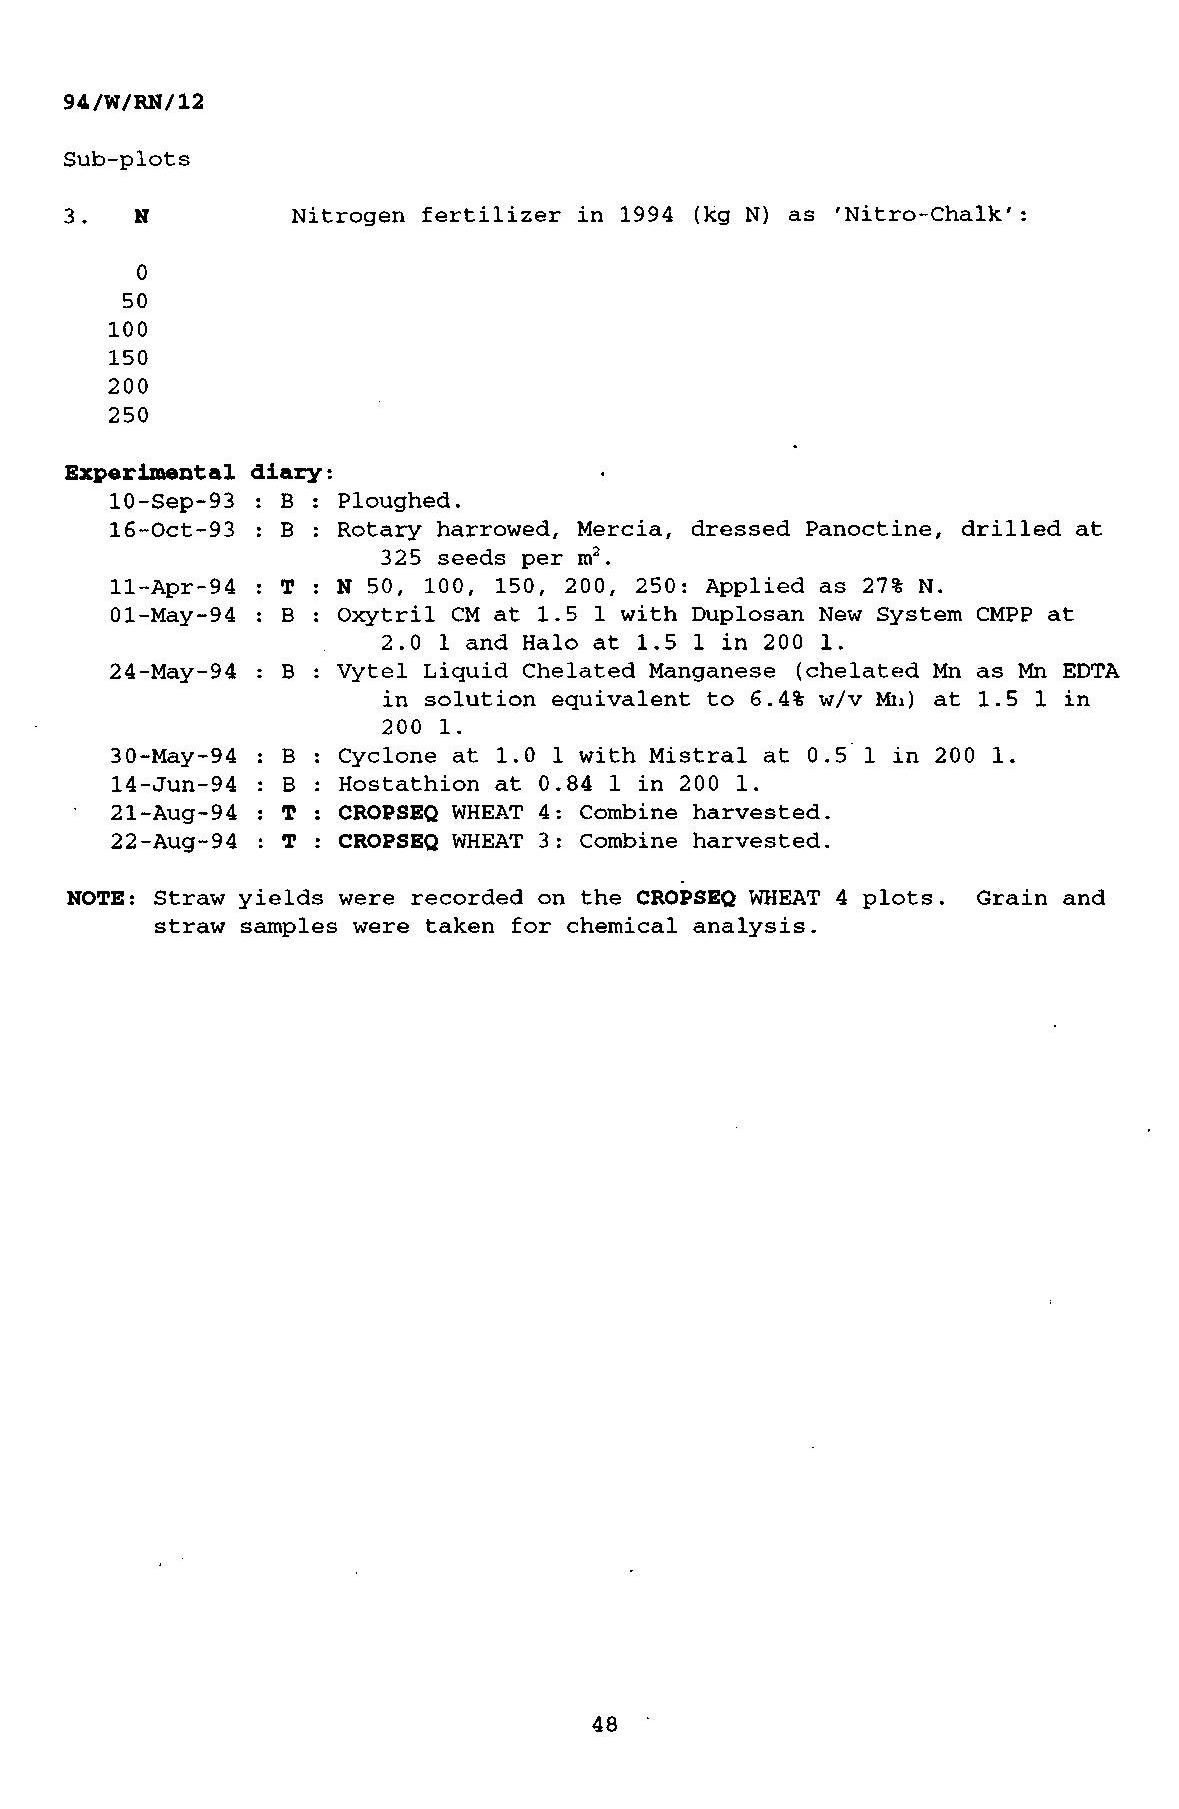 94/W/RN/12
Sub-plots
3. N Nitrogen fertilizer in 1994 (kg N) as 'Nitro-Chalk':
0
50
100
150
200
250
Experimental diary:
10-Sep-93 : B : Ploughed.
16-Oct-93 : B : Rotary harrowed, Mercia, dressed Panoctine, drilled at
325 seeds per m².
11-Apr-94 : T : N 50, 100, 150, 200, 250: Applied as 27% N.
01-May-94 : B : Oxytril CM at 1.5 l with Duplosan New System CMPP at
2.0 l and Halo at 1.5 l in 200 l.
24-May-94 : B : Vytel Liquid Chelated Manganese (chelated Mn as Mn EDTA
in solution equivalent to 6.4% w/v Mn) at 1.5 l in
200 l.
30-May-94 : B : Cyclone at 1.0 l with Mistral at 0.5 l in 200 l.
14-Jun-94 : B : Hostathion at 0.84 l in 200 l.
21-Aug-94 : T : CROPSEQ WHEAT 4: Combine harvested.
22-Aug-94 : T : CROPSEQ WHEAT 3: Combine harvested.
NOTE: Straw yields were recorded on the CROPSEQ WHEAT 4 plots. Grain and
straw samples were taken for chemical analysis.
48